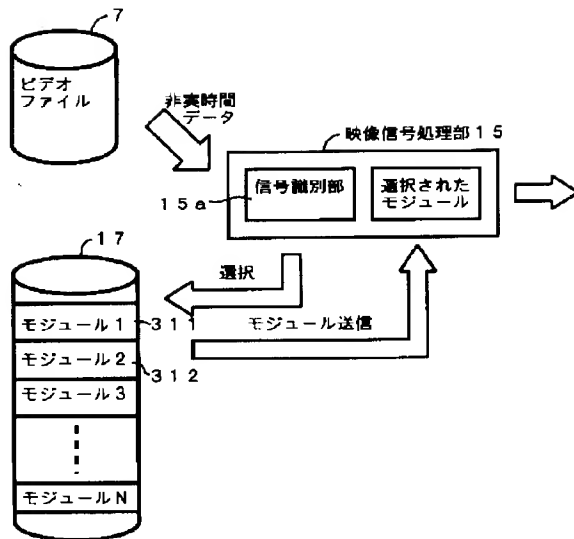 7
ビデオ
ファイル
非実時間
データ
映像信号処理部15
信号識別部
選択された
モジュール
15a
17
選択
モジュール1
311
モジュール送信
モジュール2
312
モジュール3
モジュールN